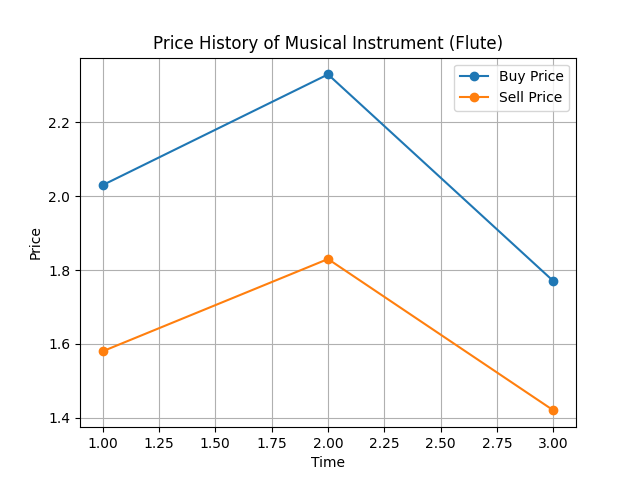 Price History of Musical Instrument (Flute)
Buy Price
Sell Price
2.2
2.0
1.8
1.6
1.4
Price
1.00 1.25 1.50 1.75 2.00 2.25 2.50 2.75 3.00
Time